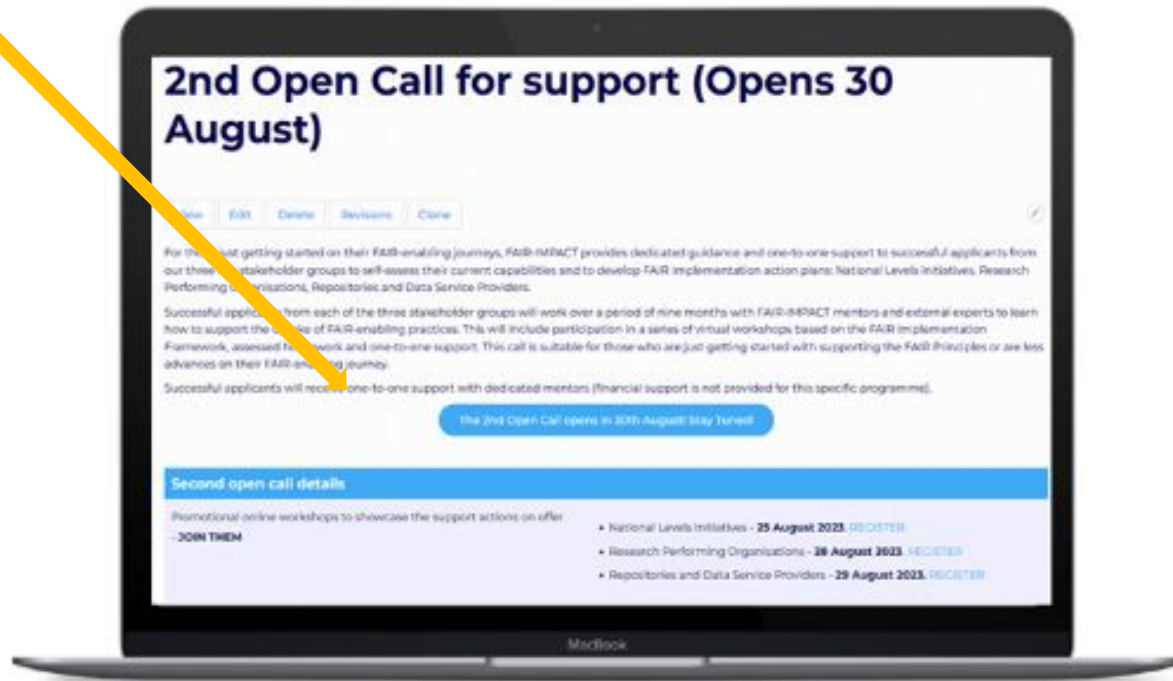 2nd Open Call for support (Opens 30
August)
Edit Delete Revisions Clone
For just getting started on their FAIR-enabling journeys, FAIR-IMPACT provides dedicated guidance and one-to-one support to successful applicants from
our three stakeholder groups to self-assess their current capabilities and to develop FAIR implementation action plans: National Levels Initiatives, Research
Performing Organisations, Repositories and Data Service Providers.
Successful applicants from each of the three stakeholder groups will work over a period of nine months with FAIR-IMPACT mentors and external experts to learn
how to support the of FAIR-enabling practices. This will include participation in a series of virtual workshops based on the FAIR Implementation
Framework, assessed and one-to-one support. This call is suitable for those who are just getting started with supporting the FAIR Principles or are less
advances on their FAIR-enabling journey.
Successful applicants will receive one-to-one support with dedicated mentors (financial support is not provided for this specific programme).
The 2nd Open Call opens in 30th August! Stay Tuned!
Second open call details
Promotional online workshops to showcase the support actions on offer
- JOIN THEM
• National Levels Initiatives - 25 August 2023. REGISTER
• Research Performing Organisations - 28 August 2023. REGISTER
• Repositories and Data Service Providers - 29 August 2023. REGISTER
MacBook